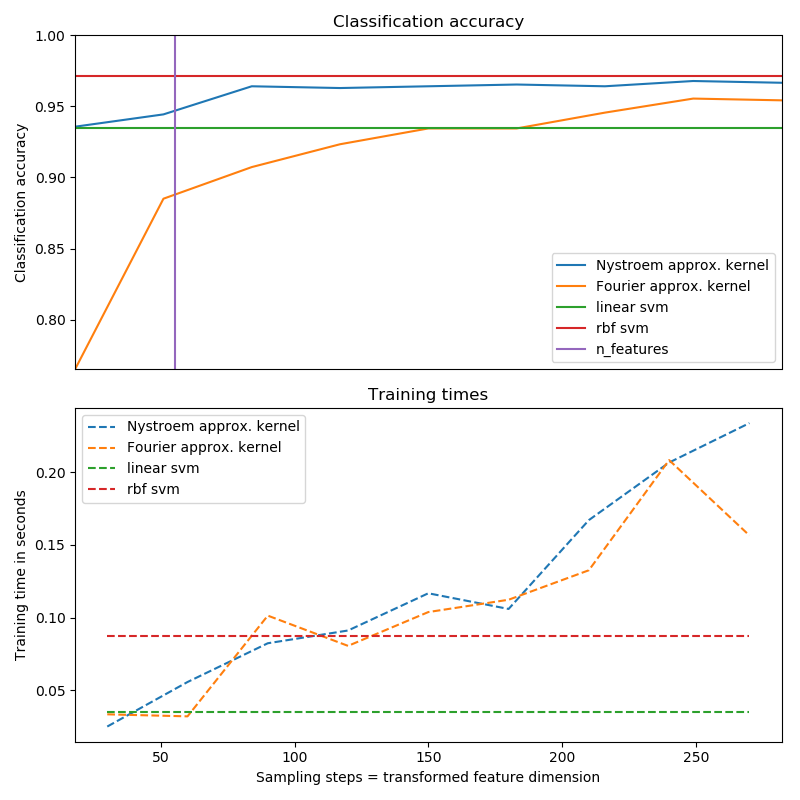 Classification accuracy
1.00
0.95
0.90
0.85
0.80
Classification accuracy
Nystroem approx. kernel
Fourier approx. kernel
linear svm
rbf svm
n_features
Training times
Nystroem approx. kernel
Fourier approx. kernel
linear svm
rbf svm
0.20
0.15
0.10
0.05
Training time in seconds
50
100
150
200
250
Sampling steps = transformed feature dimension